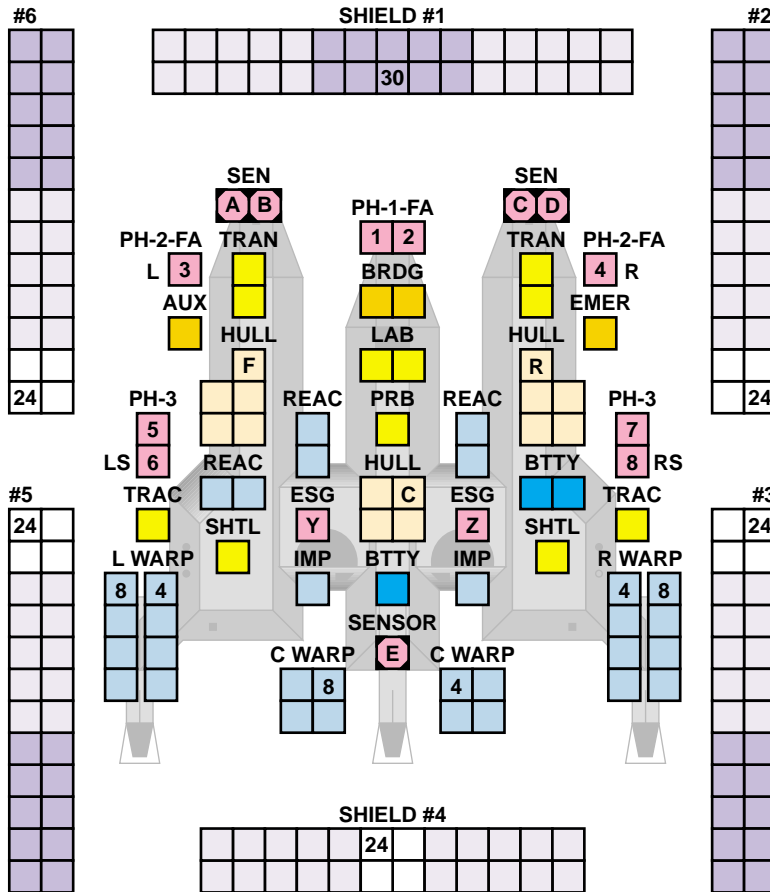 #6 SHIELD #1 #2
30
SEN SEN
A B C D
PH-1-FA
1 2
PH-2-FA TRAN TRAN PH-2-FA
L 3 4 R
BRDG
AUX EMER
HULL LAB HULL
F R
24 PH-3 REAC PRB REAC PH-3 24
5 7
LS 6 REAC HULL BTTY 8 RS
#5 TRAC ESG C ESG TRAC #3
24 SHTL Y Z SHTL 24
L WARP IMP BTTY IMP R WARP
8 4 4 8
SENSOR
C WARP E C WARP
8 4
SHIELD #4
24